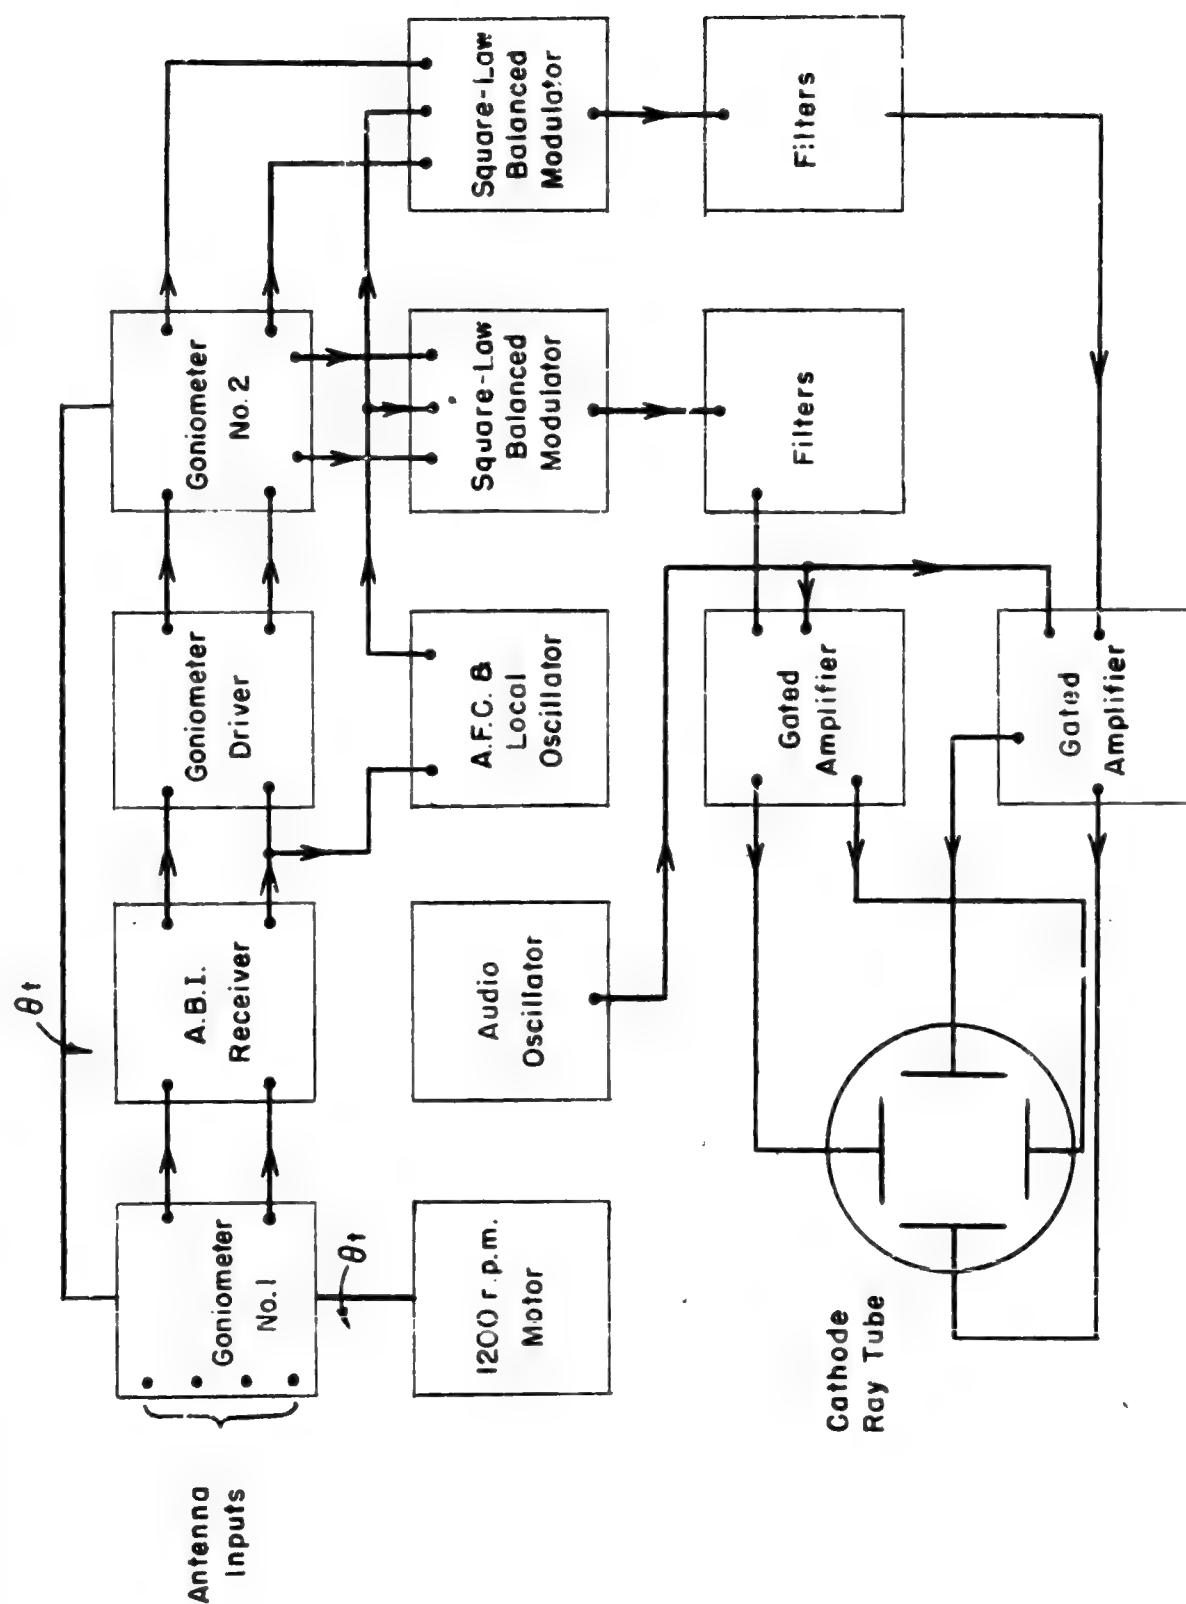 θt
Antenna
Inputs
Goniometer
No. 1
A.B.I.
Receiver
Goniometer
Driver
Goniometer
No. 2
θt
1200 r.p.m.
Motor
Audio
Oscillator
A.F.C. &
Local
Oscillator
Square-Law
Balanced
Modulator
Square-Law
Balanced
Modulator
Cathode
Ray Tube
Gated
Amplifier
Filters
Filters
Gated
Amplifier